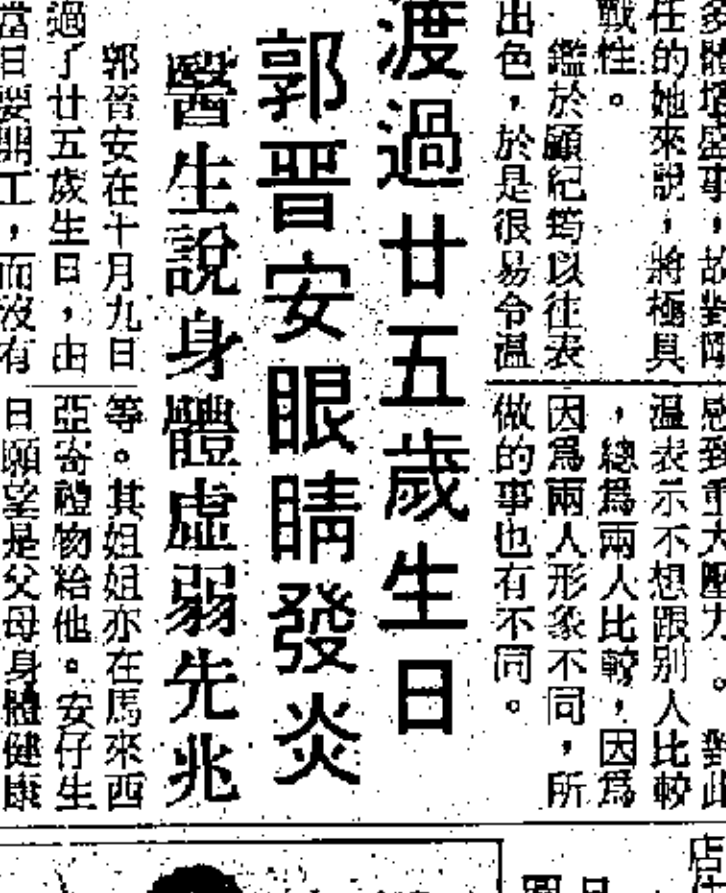 多體壇盛事，故對
任的她來說，將極具
戰性。
鑑於顧紀筠以往表
出色，於是很易令溫
感到重大壓力。對此
溫表示不想跟別人比較
，總爲兩人比較，因爲
因爲兩人形象不同，所
做的事也有不同。
渡過廿五歲生日
郭晋安眼睛發炎
醫生說身體虛弱先兆
郭晋安在十月九日
過了廿五歲生日，由
當日要開工，而沒有
等。其姐姐亦在馬來西
亞寄禮物給他。安仔生
日願望是父母身體健康
店